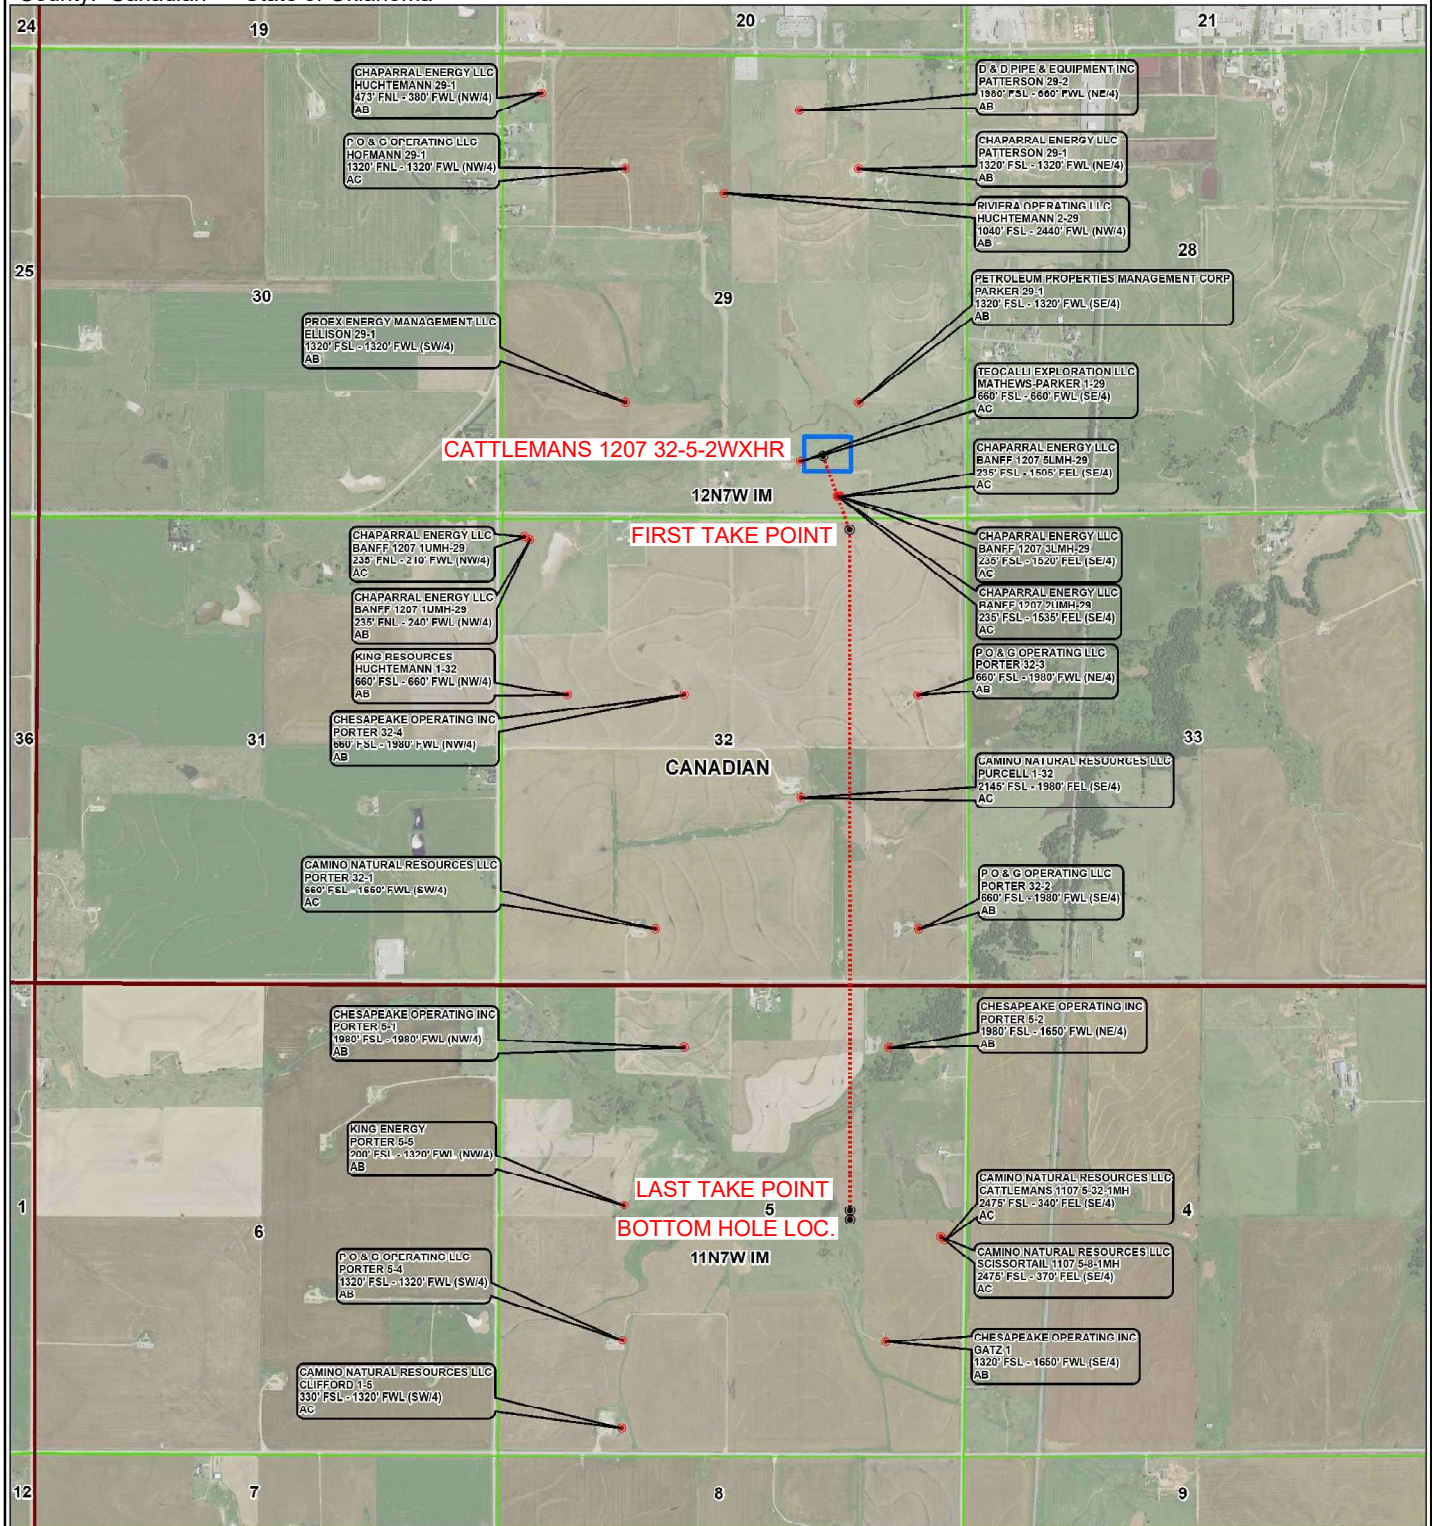 County: Canadian State of Oklahoma
24
19
20
21
CHAPARRAL ENERGY LLC
HUCHTEMANN 29-1
473' FNL - 380' FWL (NW/4)
AB
D & D PIPE & EQUIPMENT INC
PATTERSON 29-2
1980' FSL - 660' FWL (NE/4)
AB
P O & G OPERATING LLC
HOFMANN 29-1
1320' FNL - 1320' FWL (NW/4)
AC
CHAPARRAL ENERGY LLC
PATTERSON 29-1
1320' FSL - 1320' FWL (NE/4)
AB
RIVIERA OPERATING LLC
HUCHTEMANN 2-29
1040' FSL - 2440' FWL (NW/4)
AB
28
25
30
29
PETROLEUM PROPERTIES MANAGEMENT CORP
PARKER 29-1
1320' FSL - 1320' FWL (SE/4)
AB
PROEX ENERGY MANAGEMENT LLC
ELLISON 29-1
1320' FSL - 1320' FWL (SW/4)
AB
TEOCALLI EXPLORATION LLC
MATHEWS-PARKER 1-29
660' FSL - 660' FWL (SE/4)
AC
CATTLEMANS 1207 32-5-2WXHR
CHAPARRAL ENERGY LLC
BANFF 1207 5LMH-29
235' FSL - 1505' FEL (SE/4)
AC
12N7W IM
FIRST TAKE POINT
CHAPARRAL ENERGY LLC
BANFF 1207 1UMH-29
235' FNL - 210' FWL (NW/4)
AC
CHAPARRAL ENERGY LLC
BANFF 1207 3LMH-29
235' FSL - 1520' FEL (SE/4)
AC
CHAPARRAL ENERGY LLC
BANFF 1207 1UMH-29
235' FNL - 240' FWL (NW/4)
AB
CHAPARRAL ENERGY LLC
BANFF 1207 2UMH-29
235' FSL - 1535' FEL (SE/4)
AC
KING RESOURCES
HUCHTEMANN 1-32
660' FSL - 660' FWL (NW/4)
AB
P O & G OPERATING LLC
PORTER 32-3
660' FSL - 1980' FWL (NE/4)
AB
CHESAPEAKE OPERATING INC
PORTER 32-4
660' FSL - 1980' FWL (NW/4)
AB
36
31
32
33
CANADIAN
CAMINO NATURAL RESOURCES LLC
PURCELL 1-32
2145' FSL - 1980' FEL (SE/4)
AC
CAMINO NATURAL RESOURCES LLC
PORTER 32-1
660' FSL - 1650' FWL (SW/4)
AC
P O & G OPERATING LLC
PORTER 32-2
660' FSL - 1980' FWL (SE/4)
AB
CHESAPEAKE OPERATING INC
PORTER 5-1
1980' FSL - 1980' FWL (NW/4)
AB
CHESAPEAKE OPERATING INC
PORTER 5-2
1980' FSL - 1650' FWL (NE/4)
AB
KING ENERGY
PORTER 5-5
200' FSL - 1320' FWL (NW/4)
AB
LAST TAKE POINT
1
6
5
4
BOTTOM HOLE LOC.
11N7W IM
CAMINO NATURAL RESOURCES LLC
CATTLEMANS 1107 5-32-1MH
2475' FSL - 340' FEL (SE/4)
AC
CAMINO NATURAL RESOURCES LLC
SCISSORTAIL 1107 5-8-1MH
2475' FSL - 370' FEL (SE/4)
AC
P O & G OPERATING LLC
PORTER 5-4
1320' FSL - 1320' FWL (SW/4)
AB
CHESAPEAKE OPERATING INC
GATZ 1
1320' FSL - 1650' FWL (SE/4)
AB
CAMINO NATURAL RESOURCES LLC
CLIFFORD 1-5
330' FSL - 1320' FWL (SW/4)
AC
12
7
8
9